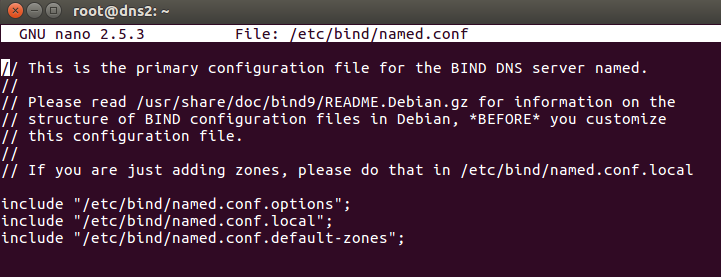 root@dns2: ~
GNU nano 2.5.3 File: /etc/bind/named.conf
// This is the primary configuration file for the BIND DNS server named.
//
// Please read /usr/share/doc/bind9/README.Debian.gz for information on the
// structure of BIND configuration files in Debian, *BEFORE* you customize
// this configuration file.
//
// If you are just adding zones, please do that in /etc/bind/named.conf.local
include "/etc/bind/named.conf.options";
include "/etc/bind/named.conf.local";
include "/etc/bind/named.conf.default-zones";